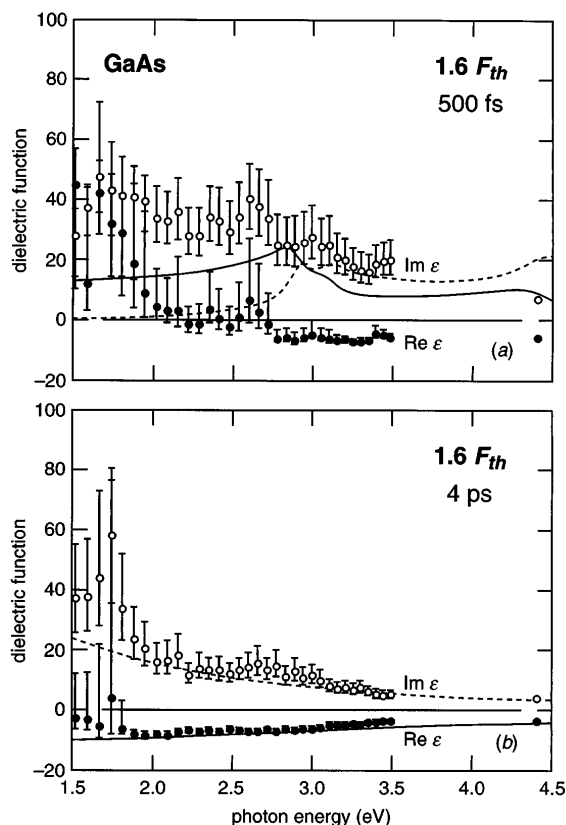 100
GaAs
1.6 F_th
500 fs
80
60
40
20
0
−20
dielectric function
Im ε
Re ε
(a)
100
1.6 F_th
4 ps
80
60
40
20
0
−20
dielectric function
Im ε
Re ε
(b)
1.5 2.0 2.5 3.0 3.5 4.0 4.5
photon energy (eV)